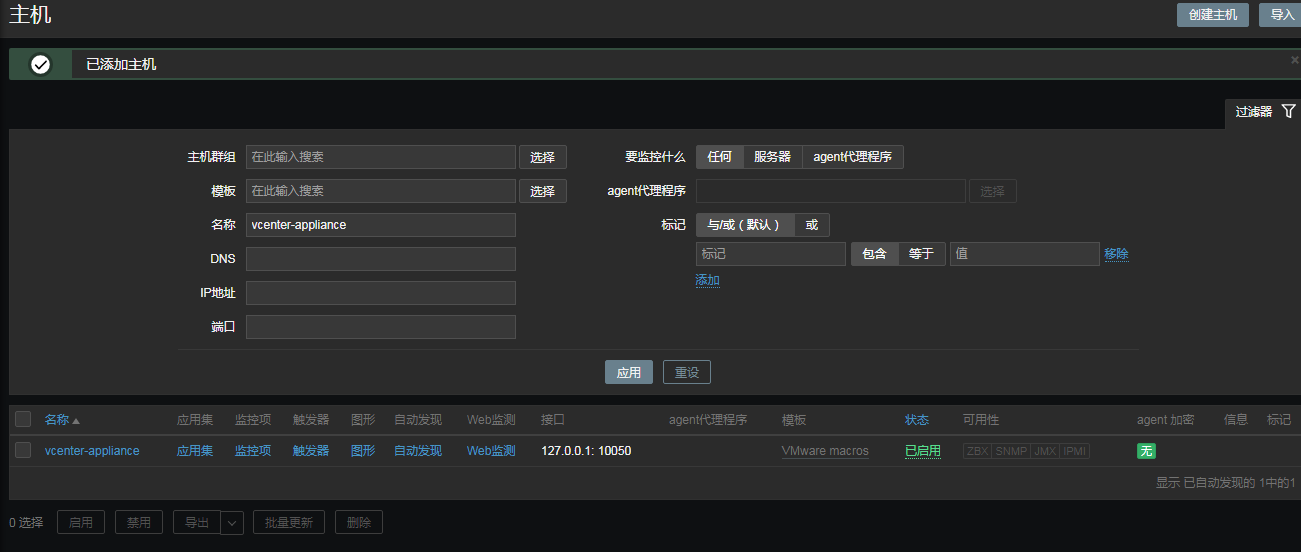 主机
创建主机 导入
已添加主机
过滤器
主机群组 在此输入搜索 选择 要监控什么 任何 服务器 agent代理程序
模板 在此输入搜索 选择 agent代理程序 选择
名称 vcenter-appliance 标记 与/或（默认） 或
DNS 标记 包含 等于 值 移除
添加
IP地址
端口
应用 重设
名称 应用集 监控项 触发器 图形 自动发现 Web监测 接口 agent代理程序 模板 状态 可用性 agent 加密 信息 标记
vcenter-appliance 应用集 监控项 触发器 图形 自动发现 Web监测 127.0.0.1: 10050 VMware macros 已启用 ZBX SNMP JMX IPMI 无
显示 已自动发现的 1中的1
0 选择 启用 禁用 导出 批量更新 删除